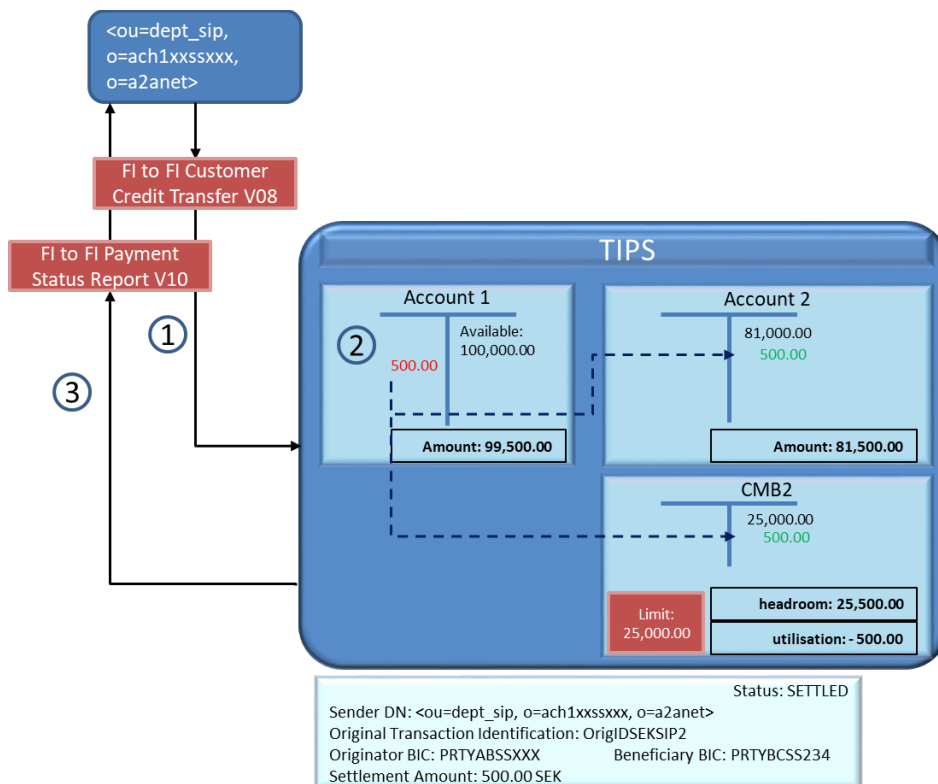 <ou=dept_sip,
o=ach1xxssxxx,
o=a2anet>
FI to FI Customer
Credit Transfer V08
FI to FI Payment
Status Report V10
1
3
TIPS
Account 1
2
Available:
100,000.00
500.00
Amount: 99,500.00
Account 2
81,000.00
500.00
Amount: 81,500.00
CMB2
25,000.00
500.00
Limit:
25,000.00
headroom: 25,500.00
utilisation: - 500.00
Status: SETTLED
Sender DN: <ou=dept_sip, o=ach1xxssxxx, o=a2anet>
Original Transaction Identification: OrigIDSEKSIP2
Originator BIC: PRTYABSSXXX Beneficiary BIC: PRTYBCSS234
Settlement Amount: 500.00 SEK